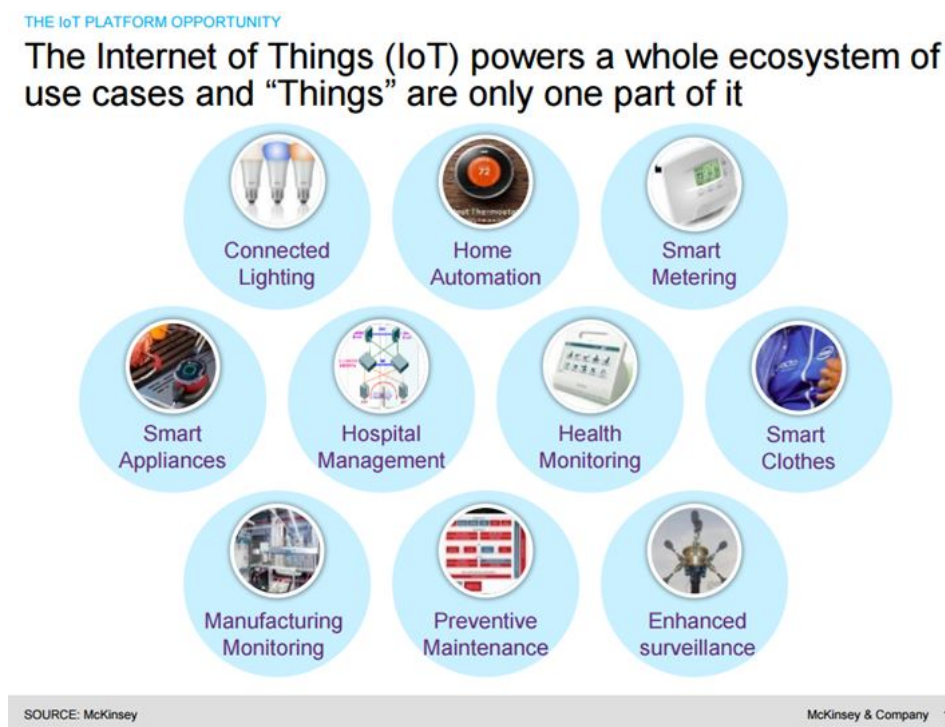 THE IoT PLATFORM OPPORTUNITY
The Internet of Things (IoT) powers a whole ecosystem of
use cases and “Things” are only one part of it
72
Connected
Lighting
Home
Automation
Smart
Metering
Smart
Appliances
Hospital
Management
Health
Monitoring
Smart
Clothes
Manufacturing
Monitoring
Preventive
Maintenance
Enhanced
surveillance
SOURCE: McKinsey
McKinsey & Company